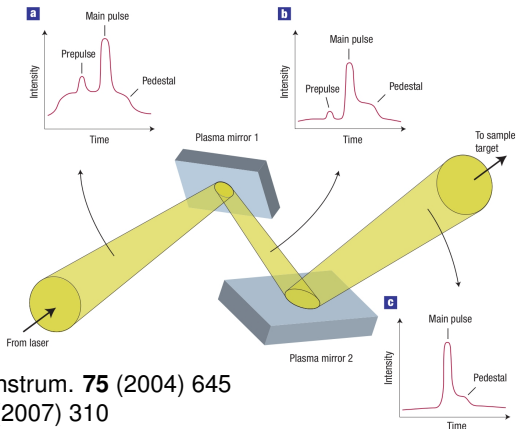 a
Main pulse
Prepulse
Pedestal
Intensity
Time
b
Main pulse
Prepulse
Pedestal
Intensity
Time
Plasma mirror 1
To sample
target
From laser
Plasma mirror 2
c
Main pulse
Pedestal
Intensity
Time
nstrum. 75 (2004) 645
(2007) 310